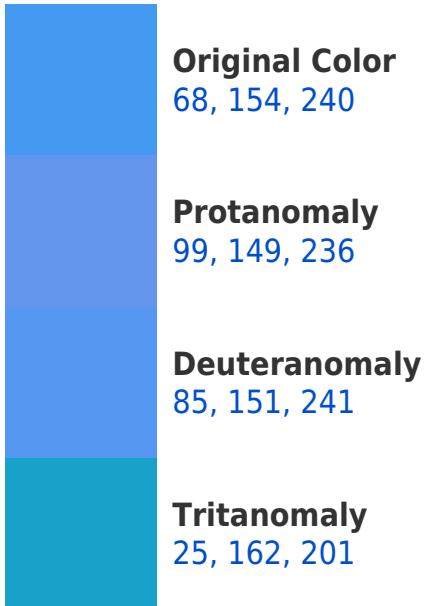 Original Color
68, 154, 240
Protanomaly
99, 149, 236
Deuteranomaly
85, 151, 241
Tritanomaly
25, 162, 201